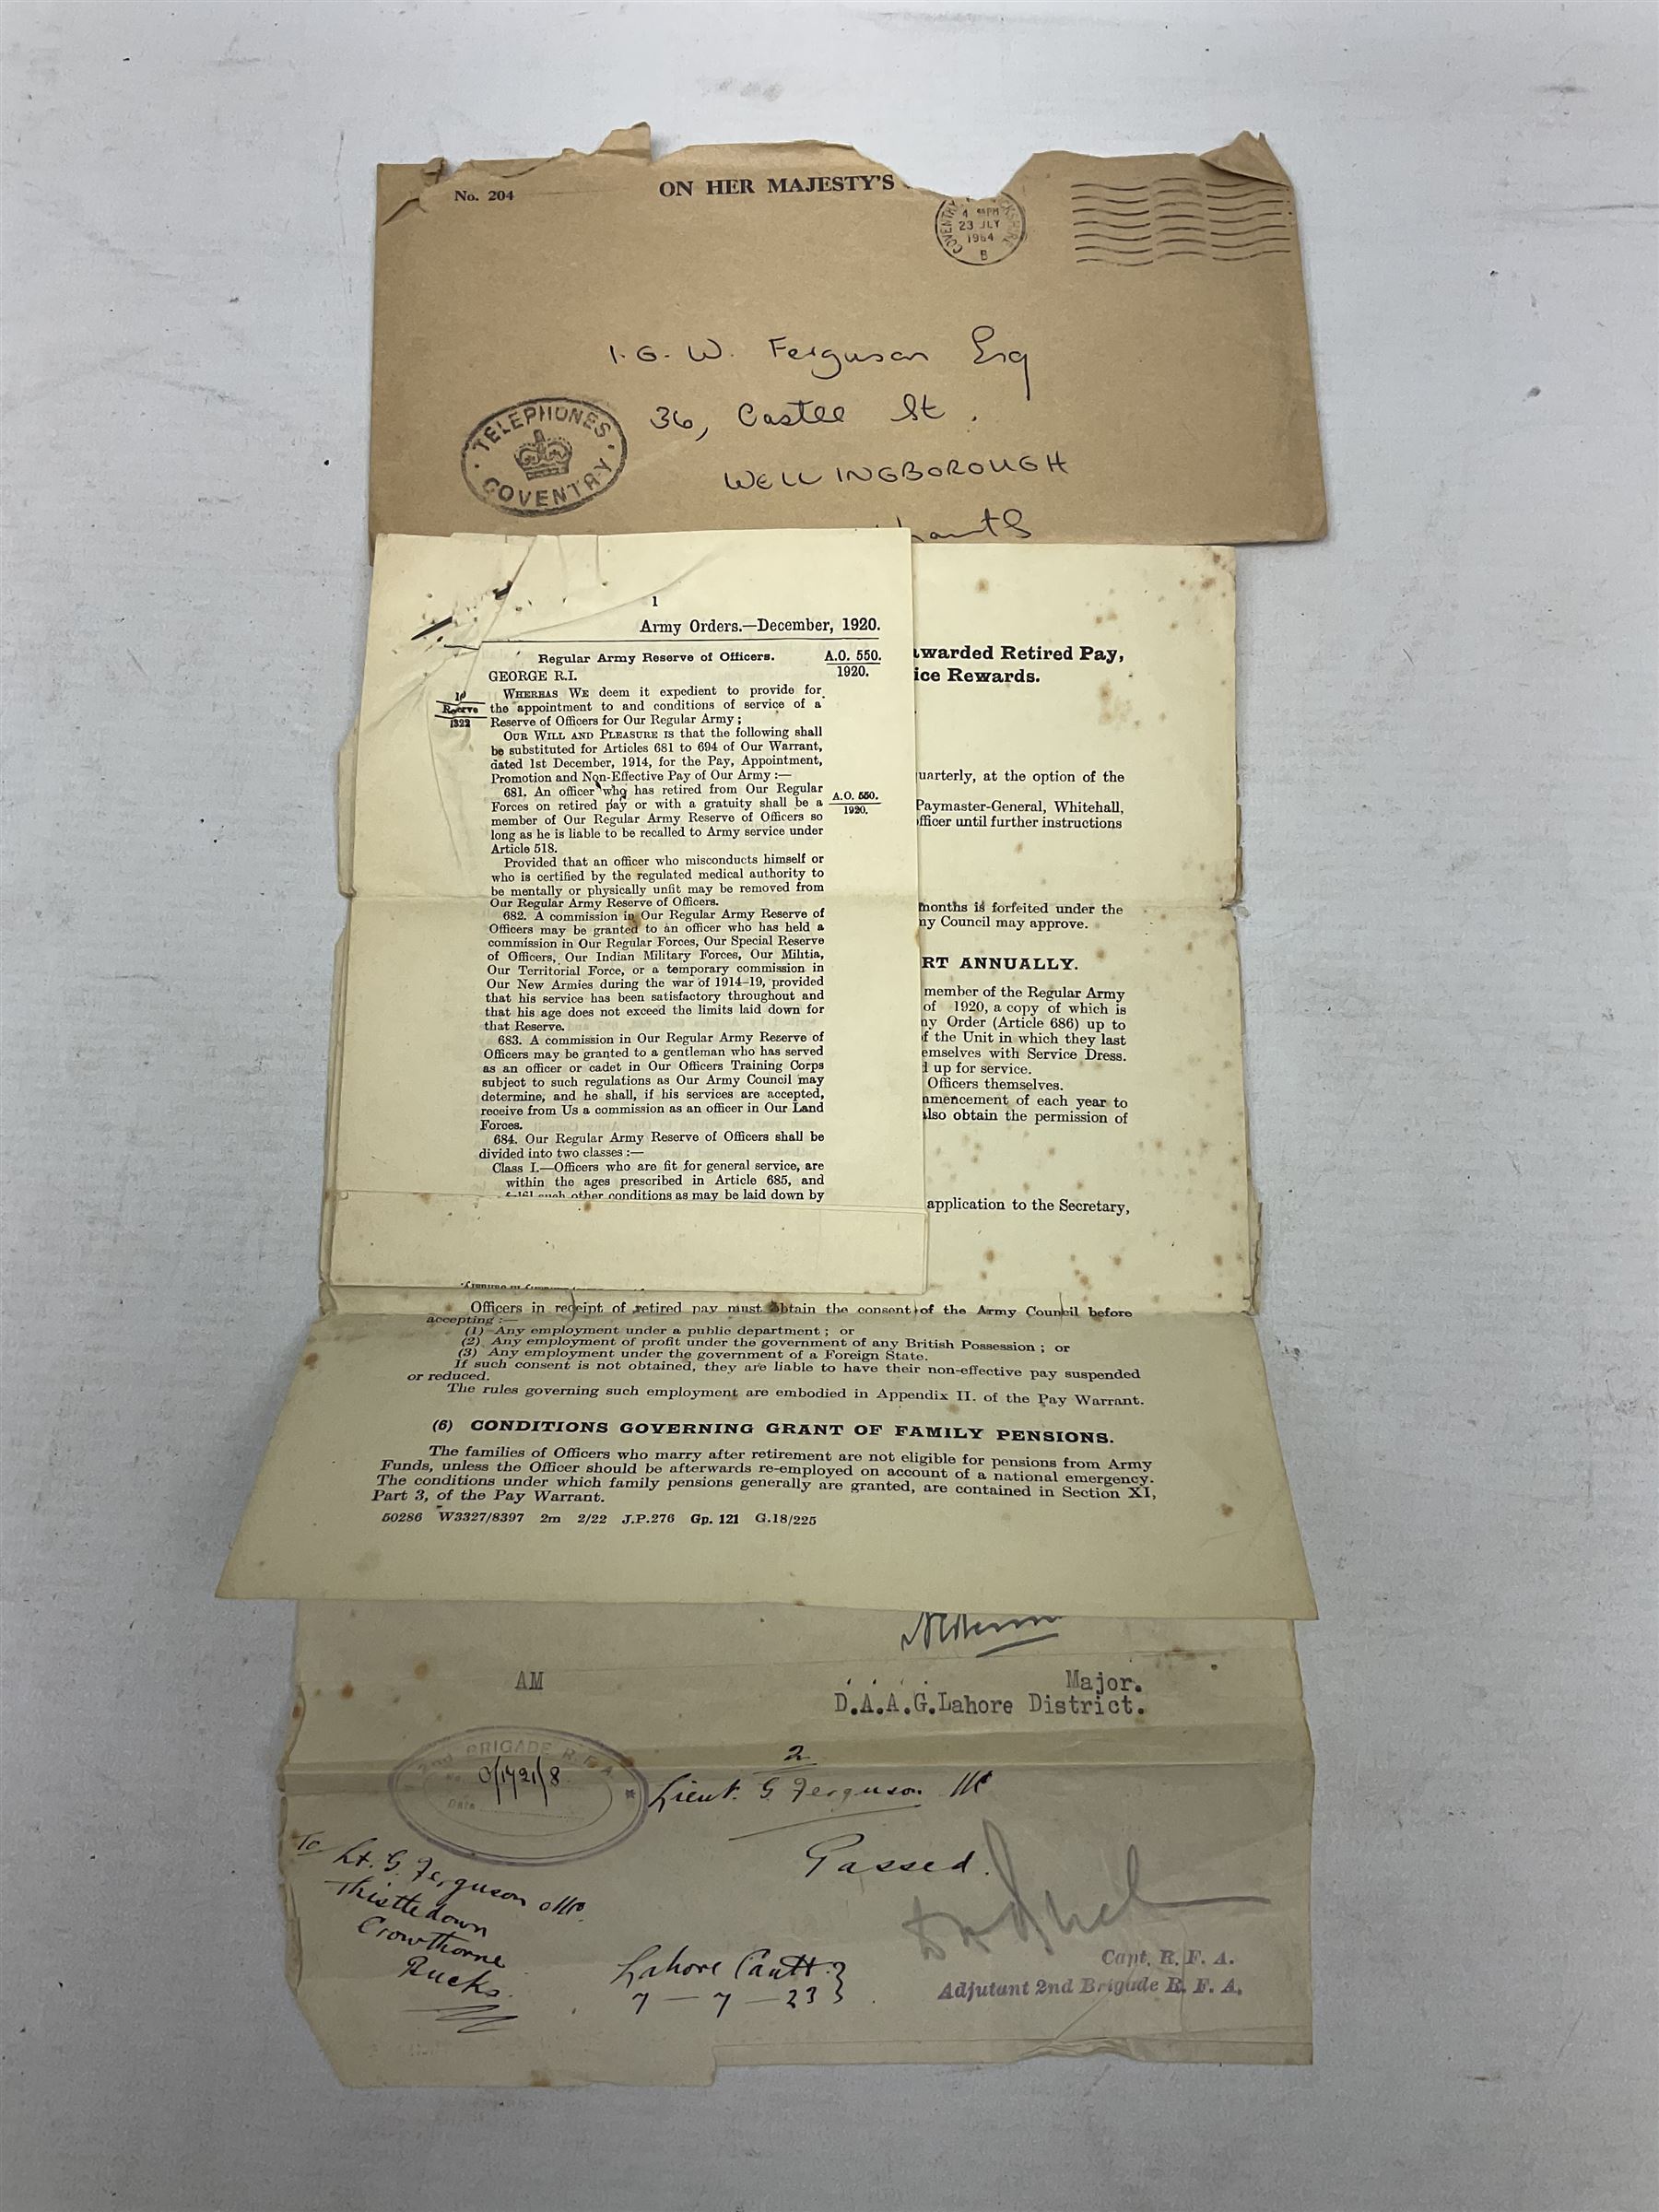 No. 204
ON HER MAJESTY'S
COVENTRY
4 PM
23 JLY
1964
B
I. G. W. Ferguson Esq
36, Castle St.
WELLINGBOROUGH
TELEPHONES
COVENTRY
1
Army Orders.—December, 1920.
Regular Army Reserve of Officers.
A.O. 550.
1920.
GEORGE R.I.
10
Reserve
1322
WHEREAS WE deem it expedient to provide for
the appointment to and conditions of service of a
Reserve of Officers for Our Regular Army ;
OUR WILL AND PLEASURE IS that the following shall
be substituted for Articles 681 to 694 of Our Warrant,
dated 1st December, 1914, for the Pay, Appointment,
Promotion and Non-Effective Pay of Our Army :—
681. An officer who has retired from Our Regular
Forces on retired pay or with a gratuity shall be a
member of Our Regular Army Reserve of Officers so
long as he is liable to be recalled to Army service under
Article 518.
A.O. 550.
1920.
Provided that an officer who misconducts himself or
who is certified by the regulated medical authority to
be mentally or physically unfit may be removed from
Our Regular Army Reserve of Officers.
682. A commission in Our Regular Army Reserve of
Officers may be granted to an officer who has held a
commission in Our Regular Forces, Our Special Reserve
of Officers, Our Indian Military Forces, Our Militia,
Our Territorial Force, or a temporary commission in
Our New Armies during the war of 1914-19, provided
that his service has been satisfactory throughout and
that his age does not exceed the limits laid down for
that Reserve.
683. A commission in Our Regular Army Reserve of
Officers may be granted to a gentleman who has served
as an officer or cadet in Our Officers Training Corps
subject to such regulations as Our Army Council may
determine, and he shall, if his services are accepted,
receive from Us a commission as an officer in Our Land
Forces.
684. Our Regular Army Reserve of Officers shall be
divided into two classes :—
Class I.—Officers who are fit for general service, are
within the ages prescribed in Article 685, and
fulfil such other conditions as may be laid down by
warded Retired Pay,
ice Rewards.
uarterly, at the option of the
Paymaster-General, Whitehall,
fficer until further instructions
months is forfeited under the
ny Council may approve.
RT ANNUALLY.
member of the Regular Army
of 1920, a copy of which is
ny Order (Article 686) up to
f the Unit in which they last
emselves with Service Dress.
d up for service.
Officers themselves.
mmencement of each year to
also obtain the permission of
application to the Secretary,
Officers in receipt of retired pay must obtain the consent of the Army Council before
accepting :—
(1) Any employment under a public department ; or
(2) Any employment of profit under the government of any British Possession ; or
(3) Any employment under the government of a Foreign State.
If such consent is not obtained, they are liable to have their non-effective pay suspended
or reduced.
The rules governing such employment are embodied in Appendix II. of the Pay Warrant.
(6) CONDITIONS GOVERNING GRANT OF FAMILY PENSIONS.
The families of Officers who marry after retirement are not eligible for pensions from Army
Funds, unless the Officer should be afterwards re-employed on account of a national emergency.
The conditions under which family pensions generally are granted, are contained in Section XI,
Part 3, of the Pay Warrant.
50286 W3327/8397 2m 2/22 J.P.276 Gp. 121 G.18/225
AM
Major.
D.A.A.G.Lahore District.
2nd BRIGADE R.F.A.
Date
2
Lieut. G Ferguson MC
Passed.
To
Lt. G. Ferguson MC.
Thistledown
Crowthorne
Bucks.
Lahore Cantt.
7 - 7 - 23
Capt. R. F. A.
Adjutant 2nd Brigade R. F. A.